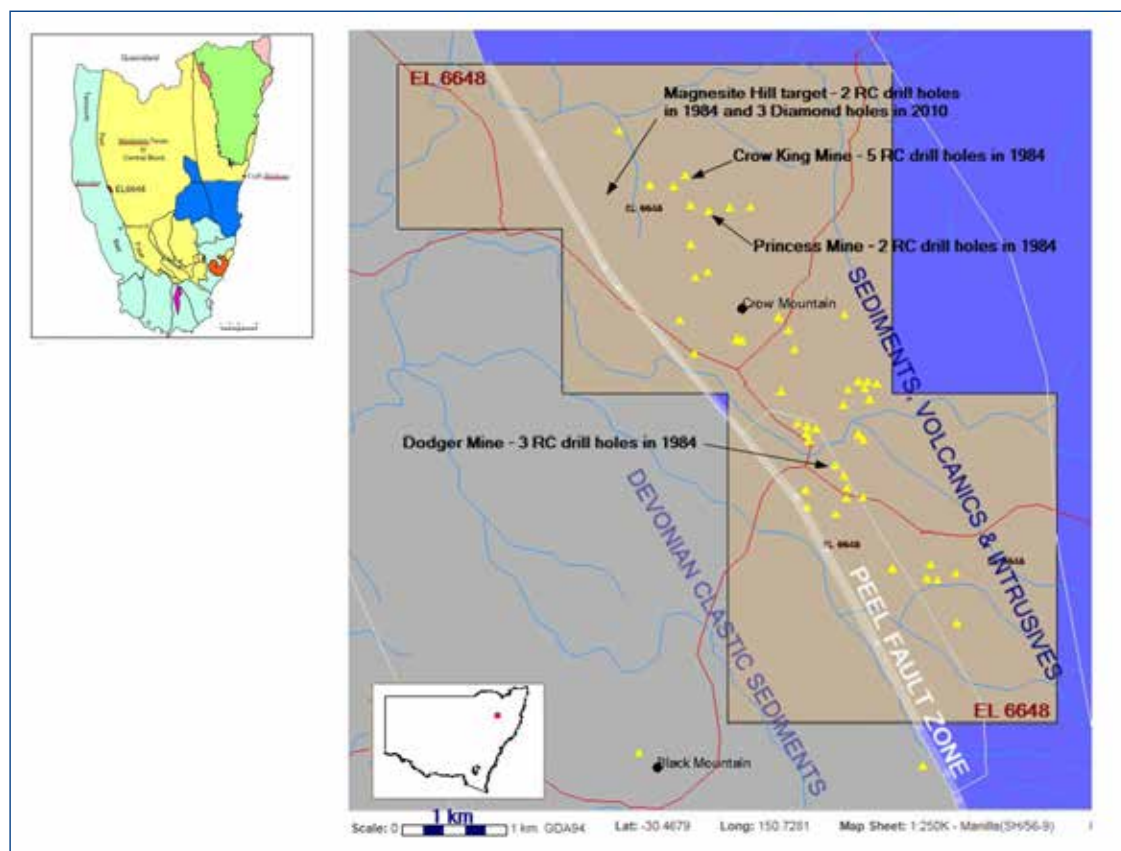 Queensland
EL6648
EL 6648
Magnesite Hill target - 2 RC drill holes
in 1984 and 3 Diamond holes in 2010
Crow King Mine - 5 RC drill holes in 1984
EL 6648
Princess Mine - 2 RC drill holes in 1984
Crow Mountain
SEDIMENTS, VOLCANICS & INTRUSIVES
Dodger Mine - 3 RC drill holes in 1984
DEVONIAN CLASTIC SEDIMENTS
EL 6648
6648
PEEL FAULT ZONE
EL 6648
Black Mountain
1 km
Scale: 0 1 km GDA94 Lat: -30.4679 Long: 150.7281 Map Sheet: 1:250K - Manilla(SH/56-9)